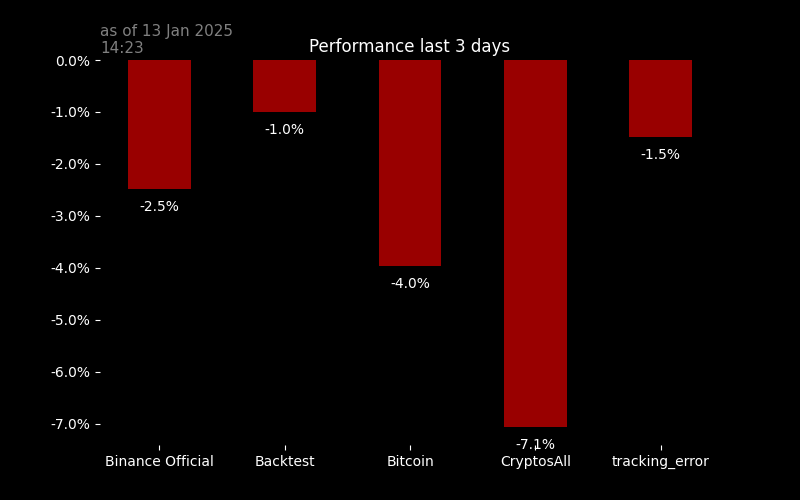 as of 13 Jan 2025
14:23
Performance last 3 days
0.0%
-1.0%
-2.0%
-3.0%
-4.0%
-5.0%
-6.0%
-7.0%
-2.5%
-1.0%
-4.0%
-7.1%
-1.5%
Binance Official
Backtest
Bitcoin
CryptosAll
tracking_error